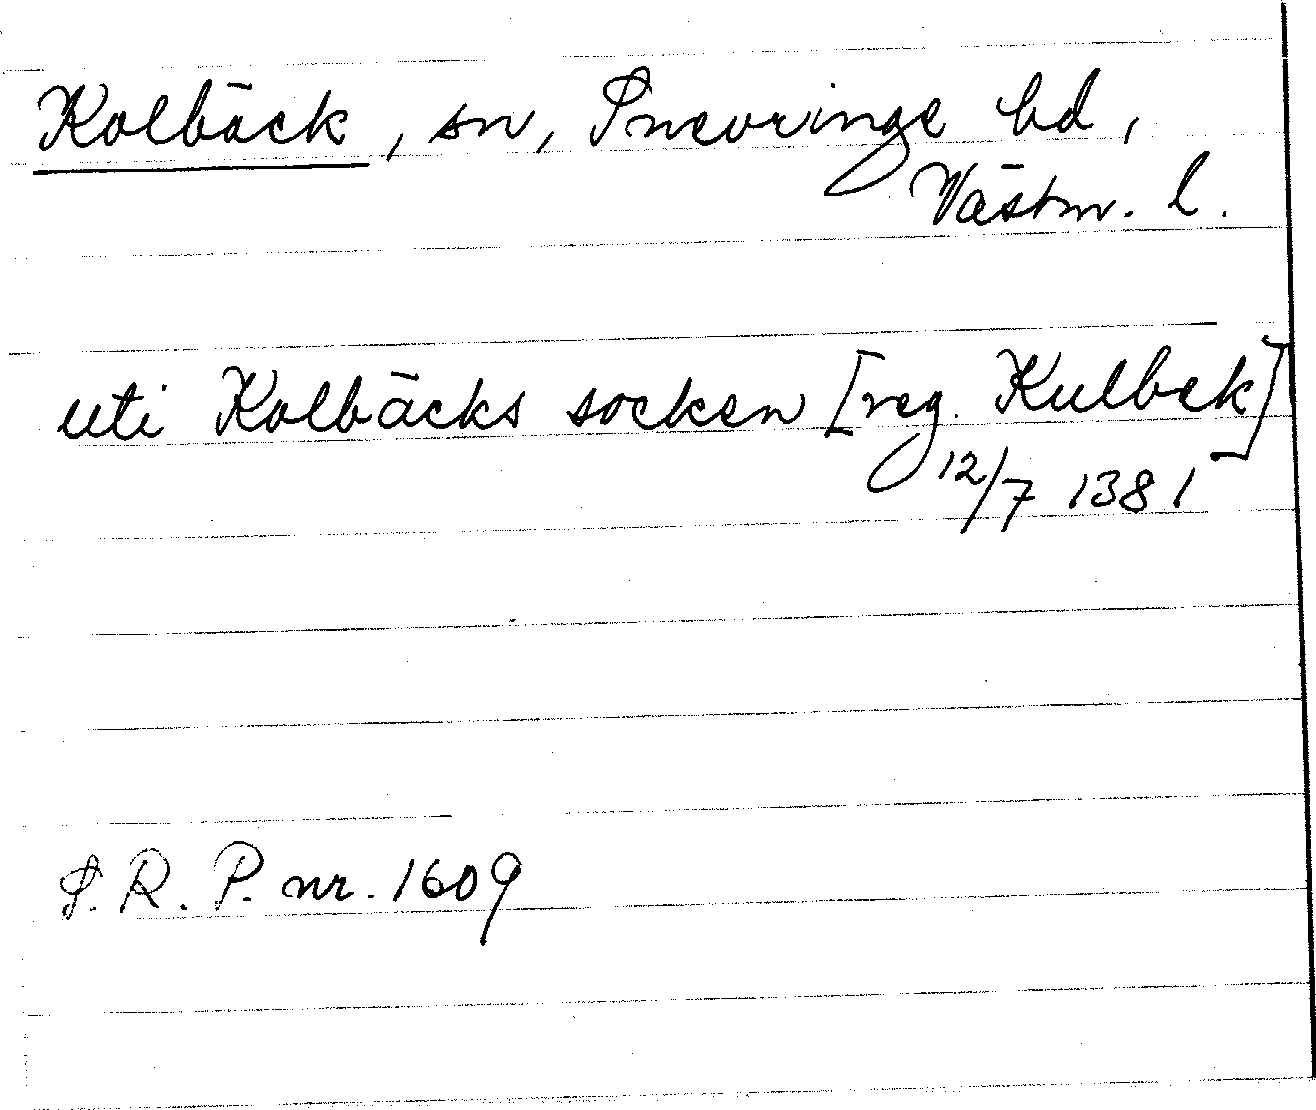 Kolbäck, sn, Snevringe hd,
Västm. l.
uti Kolbäcks socken [reg. Kulbek]
12/7 1381
S.R.P. nr. 1609